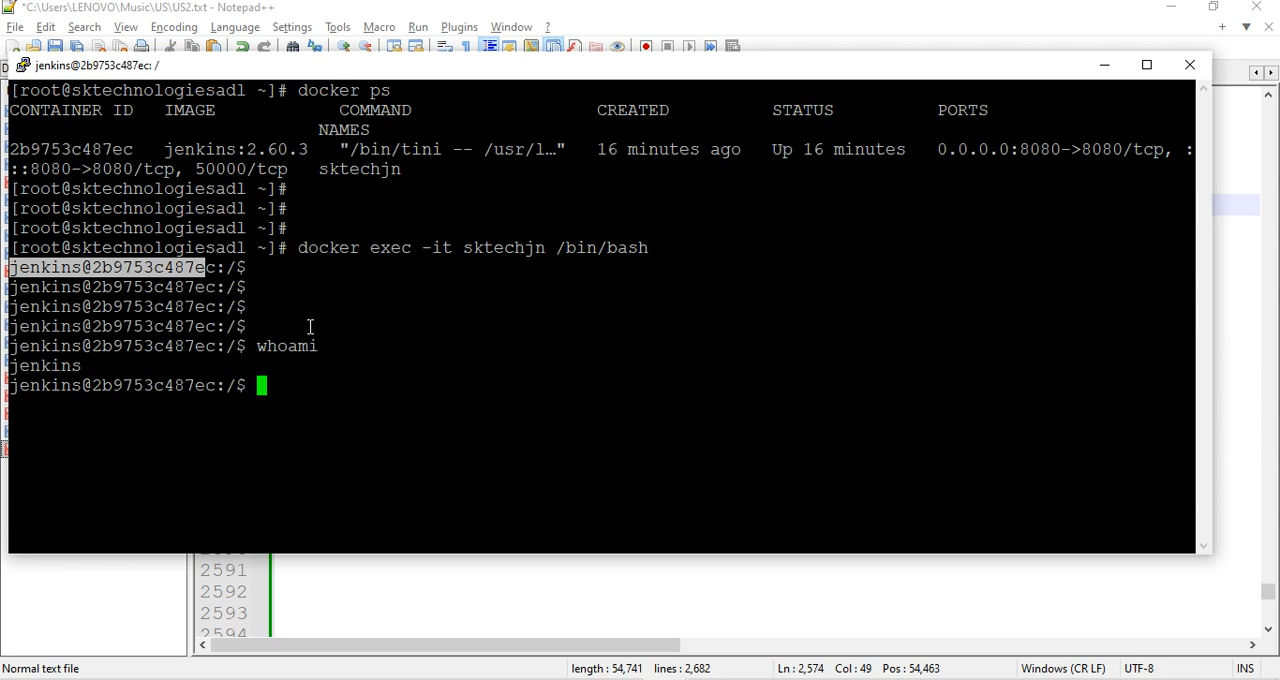 *C:\Users\LENOVO\Music\US\US2.txt - Notepad++
File Edit Search View Encoding Language Settings Tools Macro Run Plugins Window ?
jenkins@2b9753c487ec: /
[root@sktechnologiesadl ~]# docker ps
CONTAINER ID IMAGE COMMAND CREATED STATUS PORTS
NAMES
2b9753c487ec jenkins:2.60.3 "/bin/tini -- /usr/l…" 16 minutes ago Up 16 minutes 0.0.0.0:8080->8080/tcp, :
::8080->8080/tcp, 50000/tcp sktechjn
[root@sktechnologiesadl ~]#
[root@sktechnologiesadl ~]#
[root@sktechnologiesadl ~]#
[root@sktechnologiesadl ~]# docker exec -it sktechjn /bin/bash
jenkins@2b9753c487ec:/$
jenkins@2b9753c487ec:/$
jenkins@2b9753c487ec:/$
jenkins@2b9753c487ec:/$
jenkins@2b9753c487ec:/$ whoami
jenkins
jenkins@2b9753c487ec:/$
2591
2592
2593
2594
Normal text file length : 54,741 lines : 2,682 Ln : 2,574 Col : 49 Pos : 54,463 Windows (CR LF) UTF-8 INS